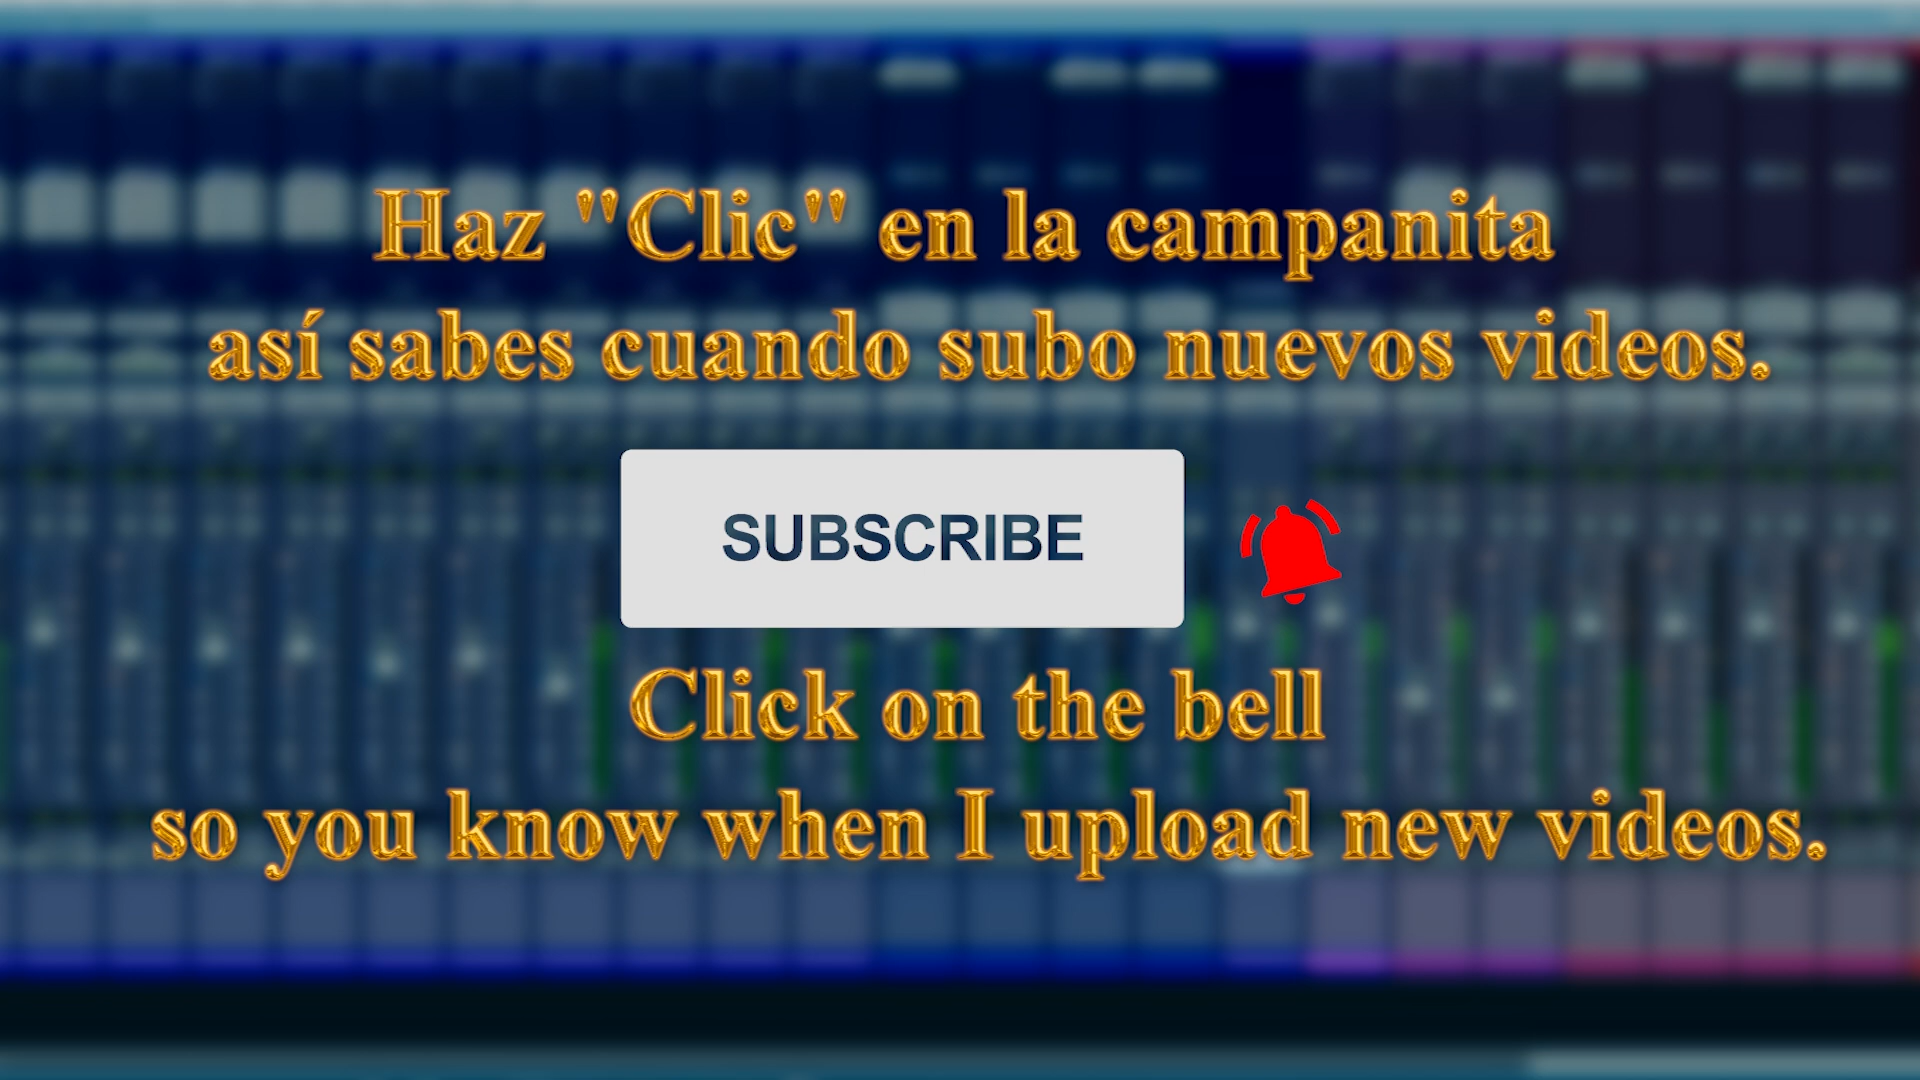 Haz "Clic" en la campanita
así sabes cuando subo nuevos videos.
SUBSCRIBE
Click on the bell
so you know when I upload new videos.